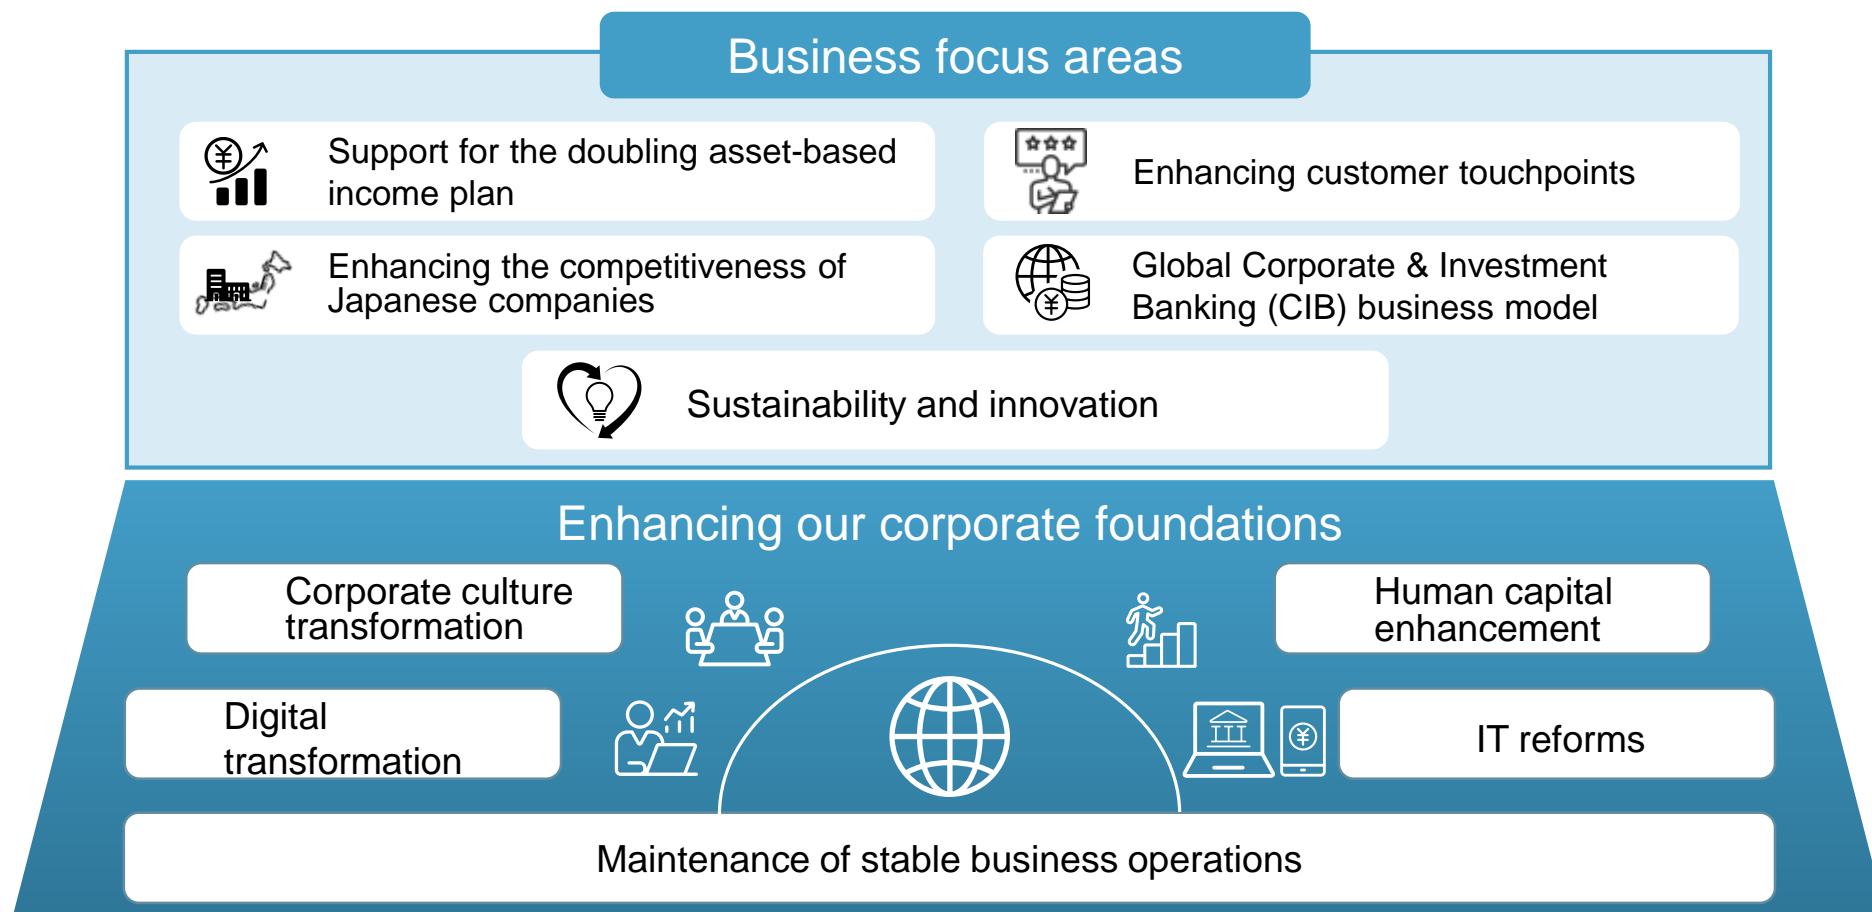 Business focus areas
Support for the doubling asset-based
income plan
Enhancing customer touchpoints
Enhancing the competitiveness of
Japanese companies
Global Corporate & Investment
Banking (CIB) business model
Sustainability and innovation
Enhancing our corporate foundations
Corporate culture
transformation
Human capital
enhancement
Digital
transformation
IT reforms
Maintenance of stable business operations